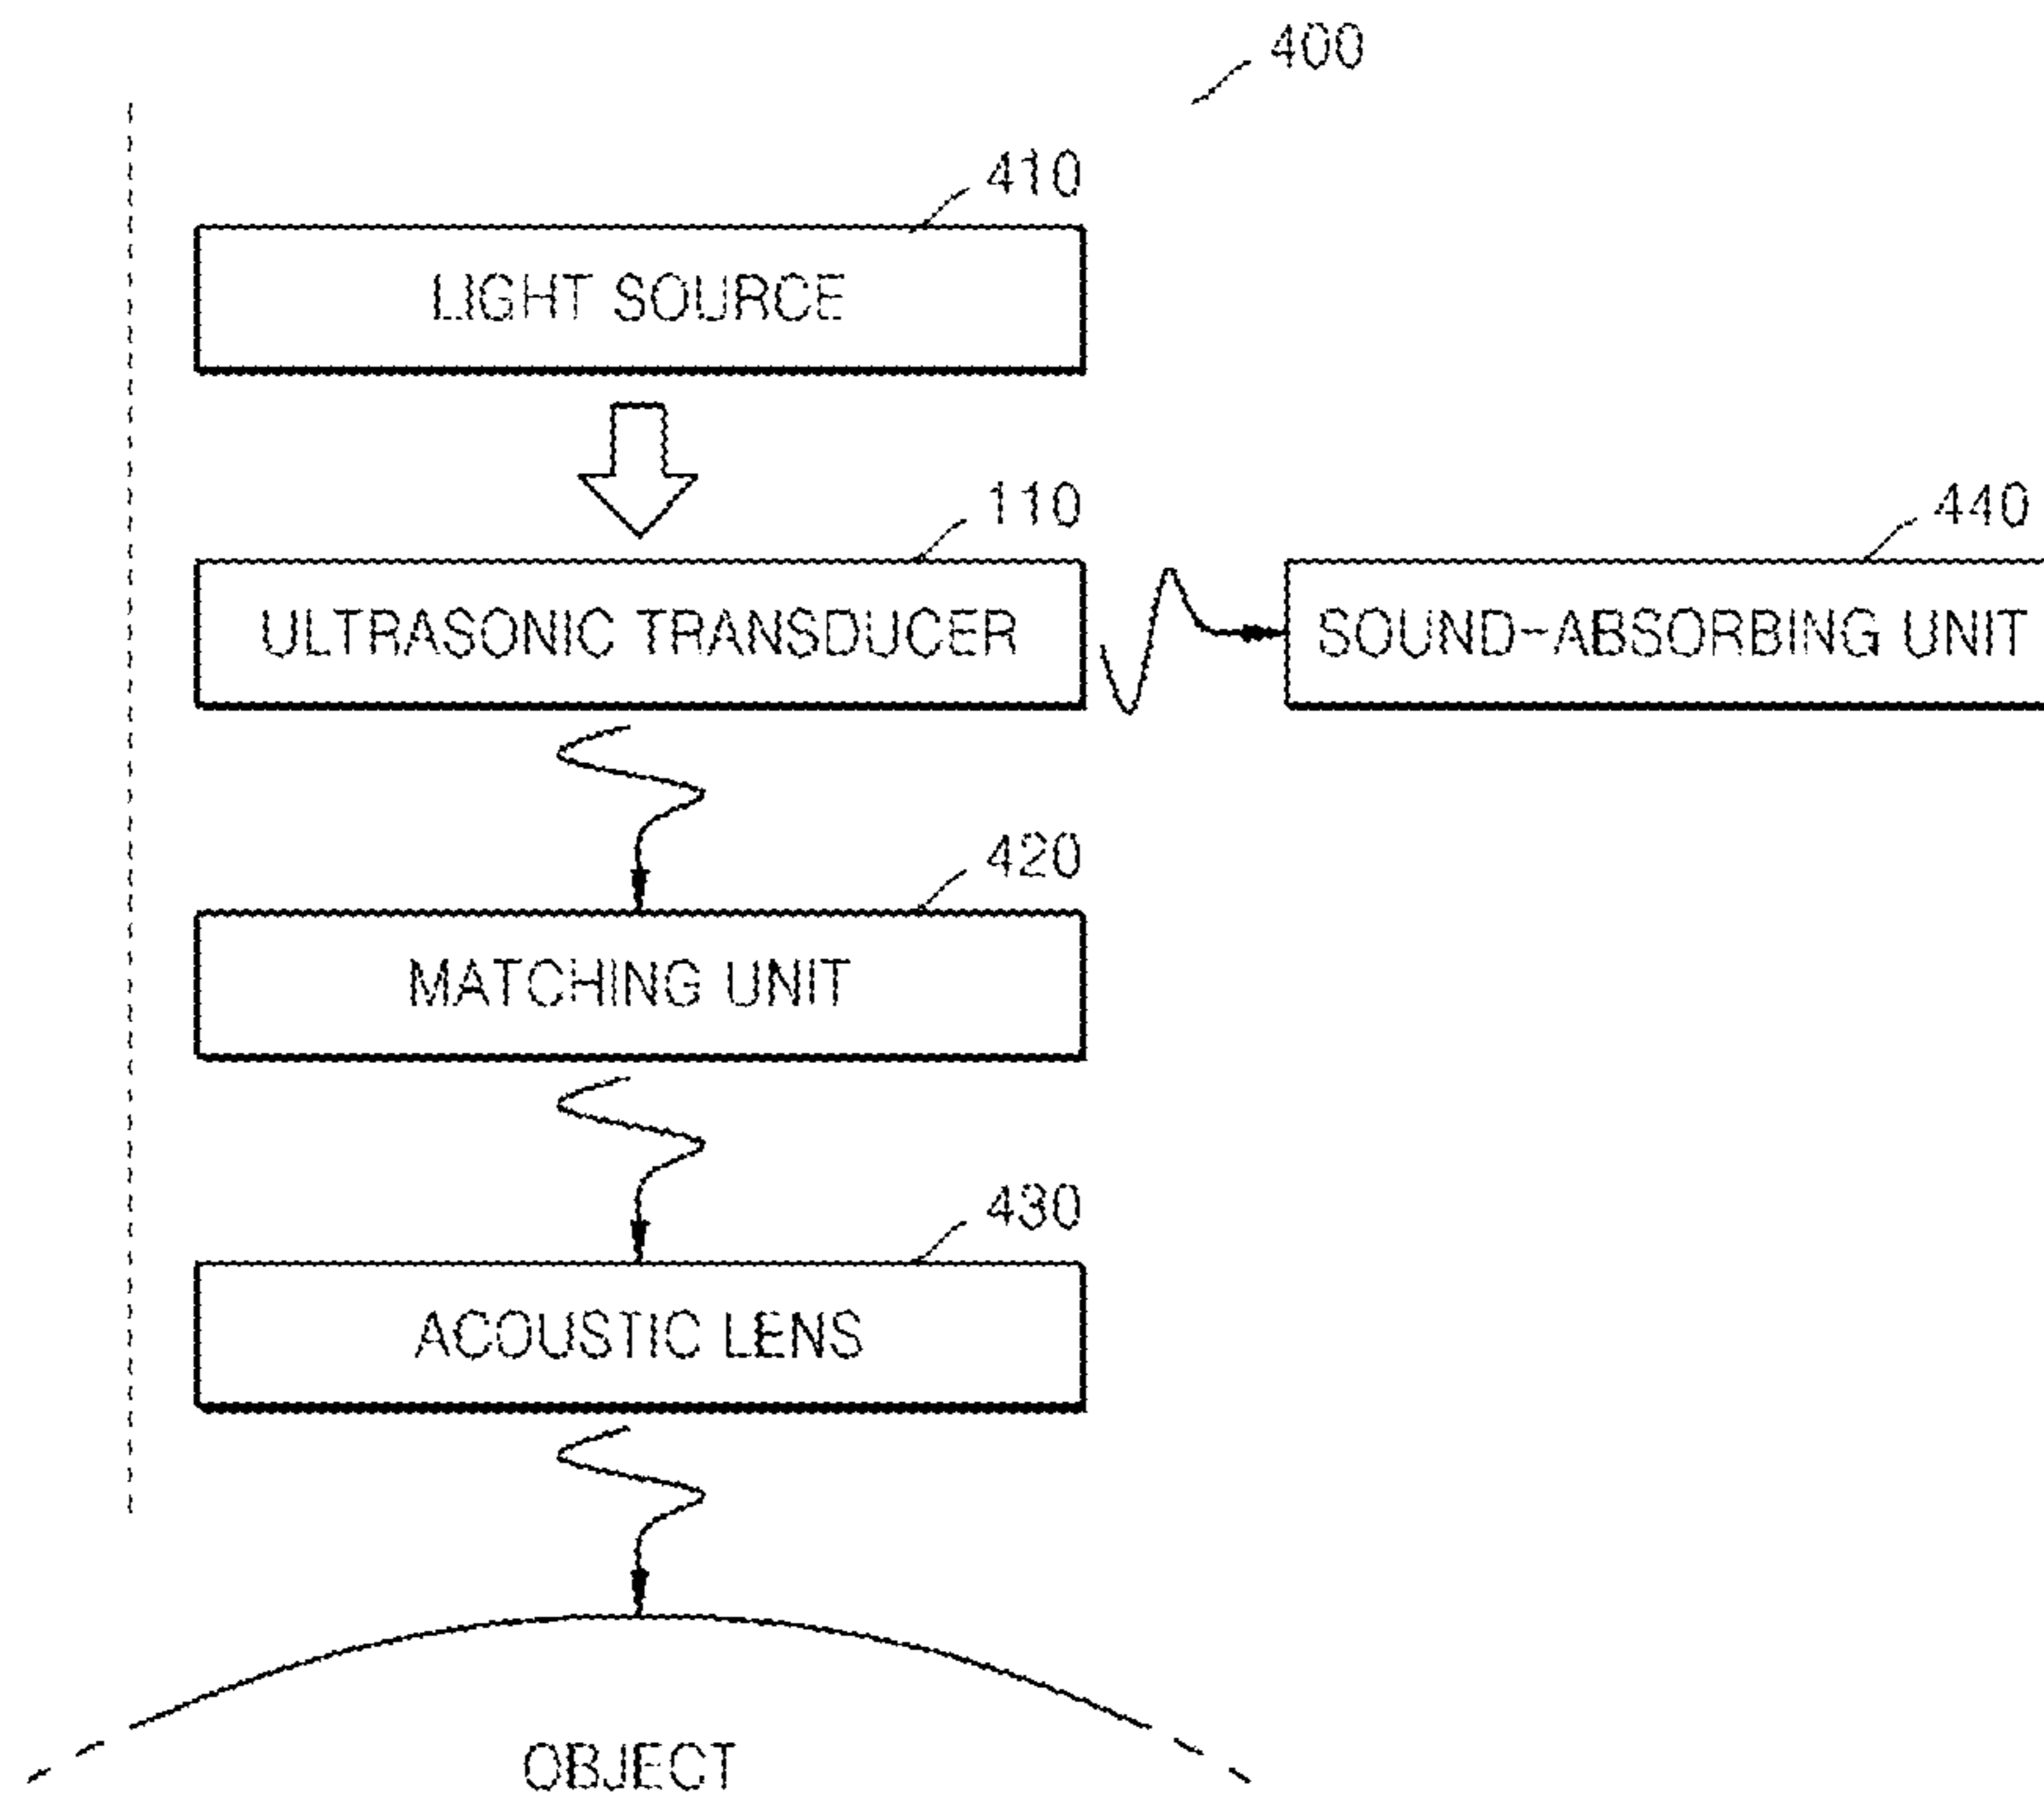 400
410
LIGHT SOURCE
110
ULTRASONIC TRANSDUCER
440
SOUND-ABSORBING UNIT
420
MATCHING UNIT
430
ACOUSTIC LENS
OBJECT